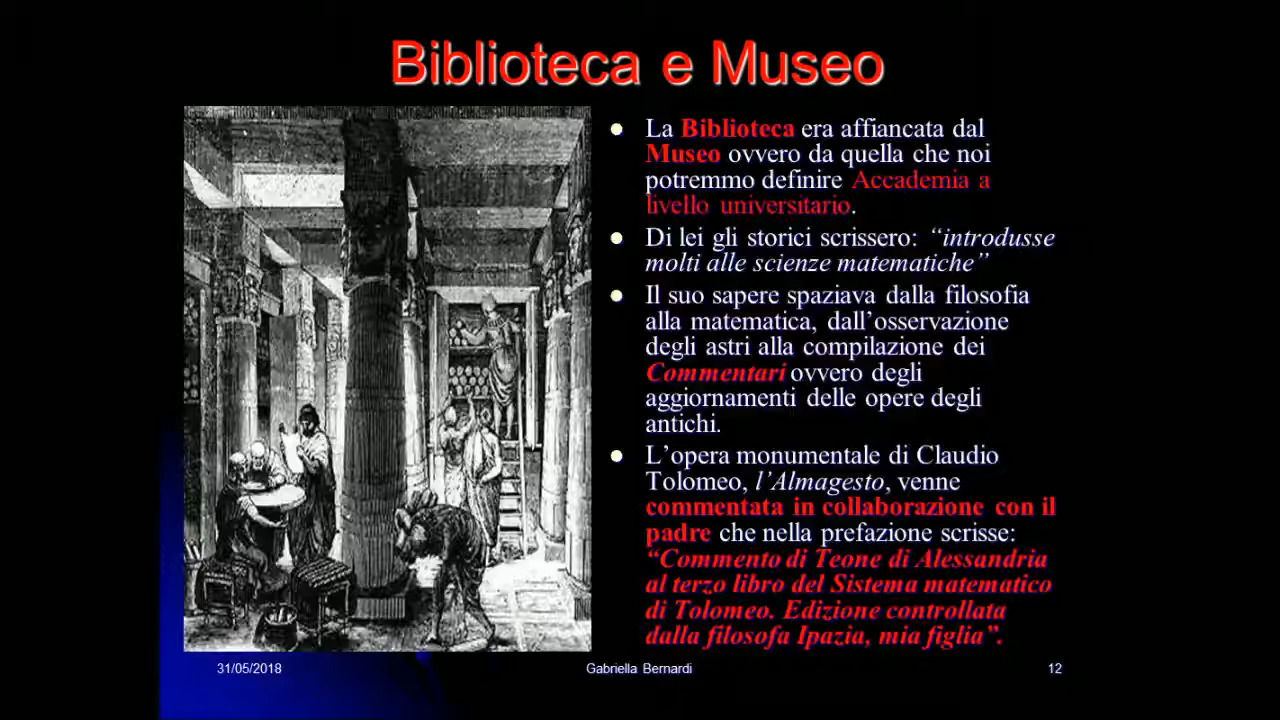 Biblioteca e Museo
La Biblioteca era affiancata dal
Museo ovvero da quella che noi
potremmo definire Accademia a
livello universitario.
Di lei gli storici scrissero: “introdusse
molti alle scienze matematiche”
Il suo sapere spaziava dalla filosofia
alla matematica, dall’osservazione
degli astri alla compilazione dei
Commentari ovvero degli
aggiornamenti delle opere degli
antichi.
L’opera monumentale di Claudio
Tolomeo, l’Almagesto, venne
commentata in collaborazione con il
padre che nella prefazione scrisse:
“Commento di Teone di Alessandria
al terzo libro del Sistema matematico
di Tolomeo. Edizione controllata
dalla filosofa Ipazia, mia figlia”.
31/05/2018
Gabriella Bernardi
12